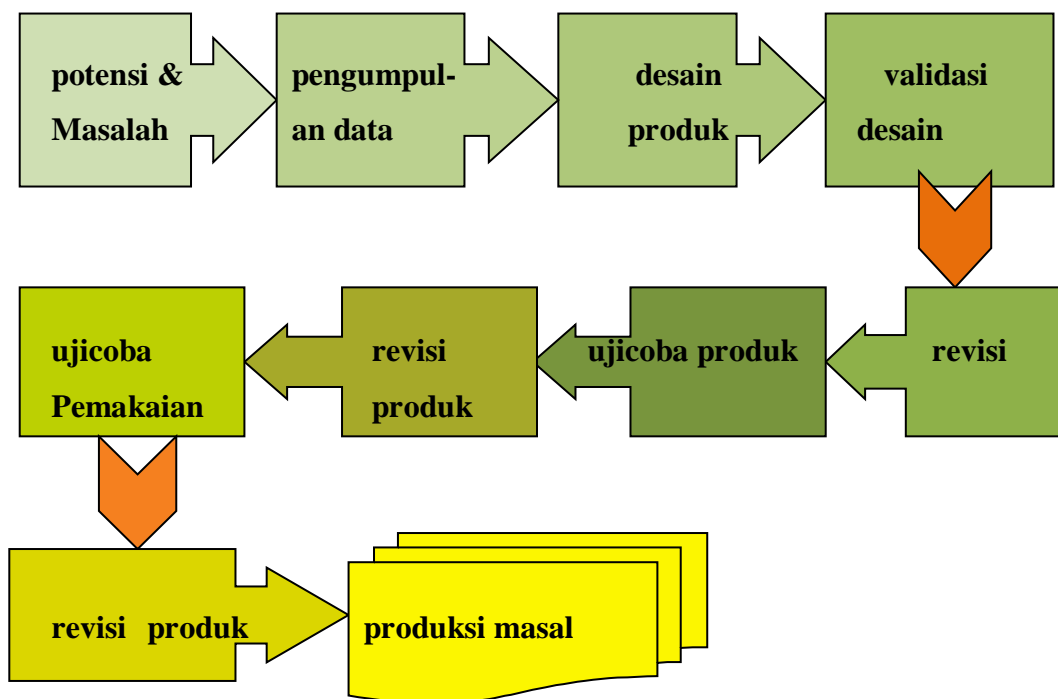 potensi &
Masalah
pengumpul-
an data
desain
produk
validasi
desain
revisi
ujicoba produk
revisi
produk
ujicoba
Pemakaian
revisi produk
produksi masal